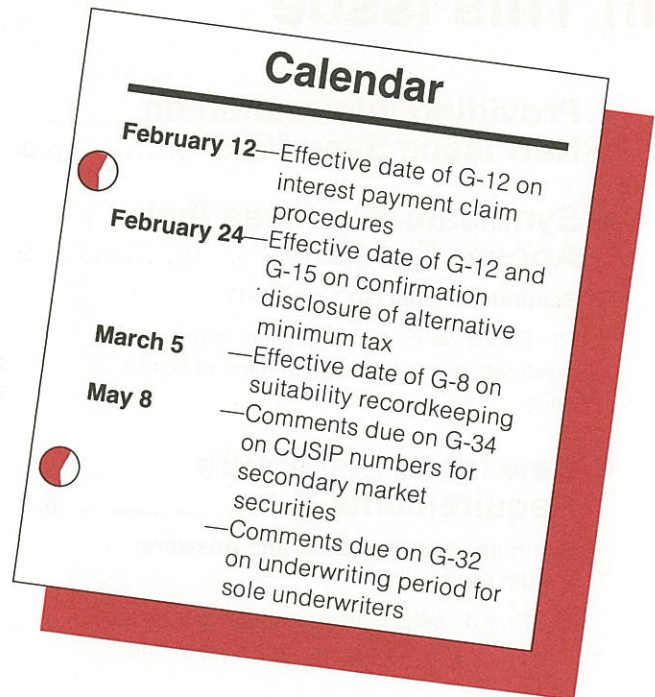 Calendar
February 12—Effective date of G-12 on
interest payment claim
procedures
February 24—Effective date of G-12 and
G-15 on confirmation
disclosure of alternative
minimum tax
March 5 —Effective date of G-8 on
suitability recordkeeping
May 8 —Comments due on G-34
on CUSIP numbers for
secondary market
securities
—Comments due on G-32
on underwriting period for
sole underwriters